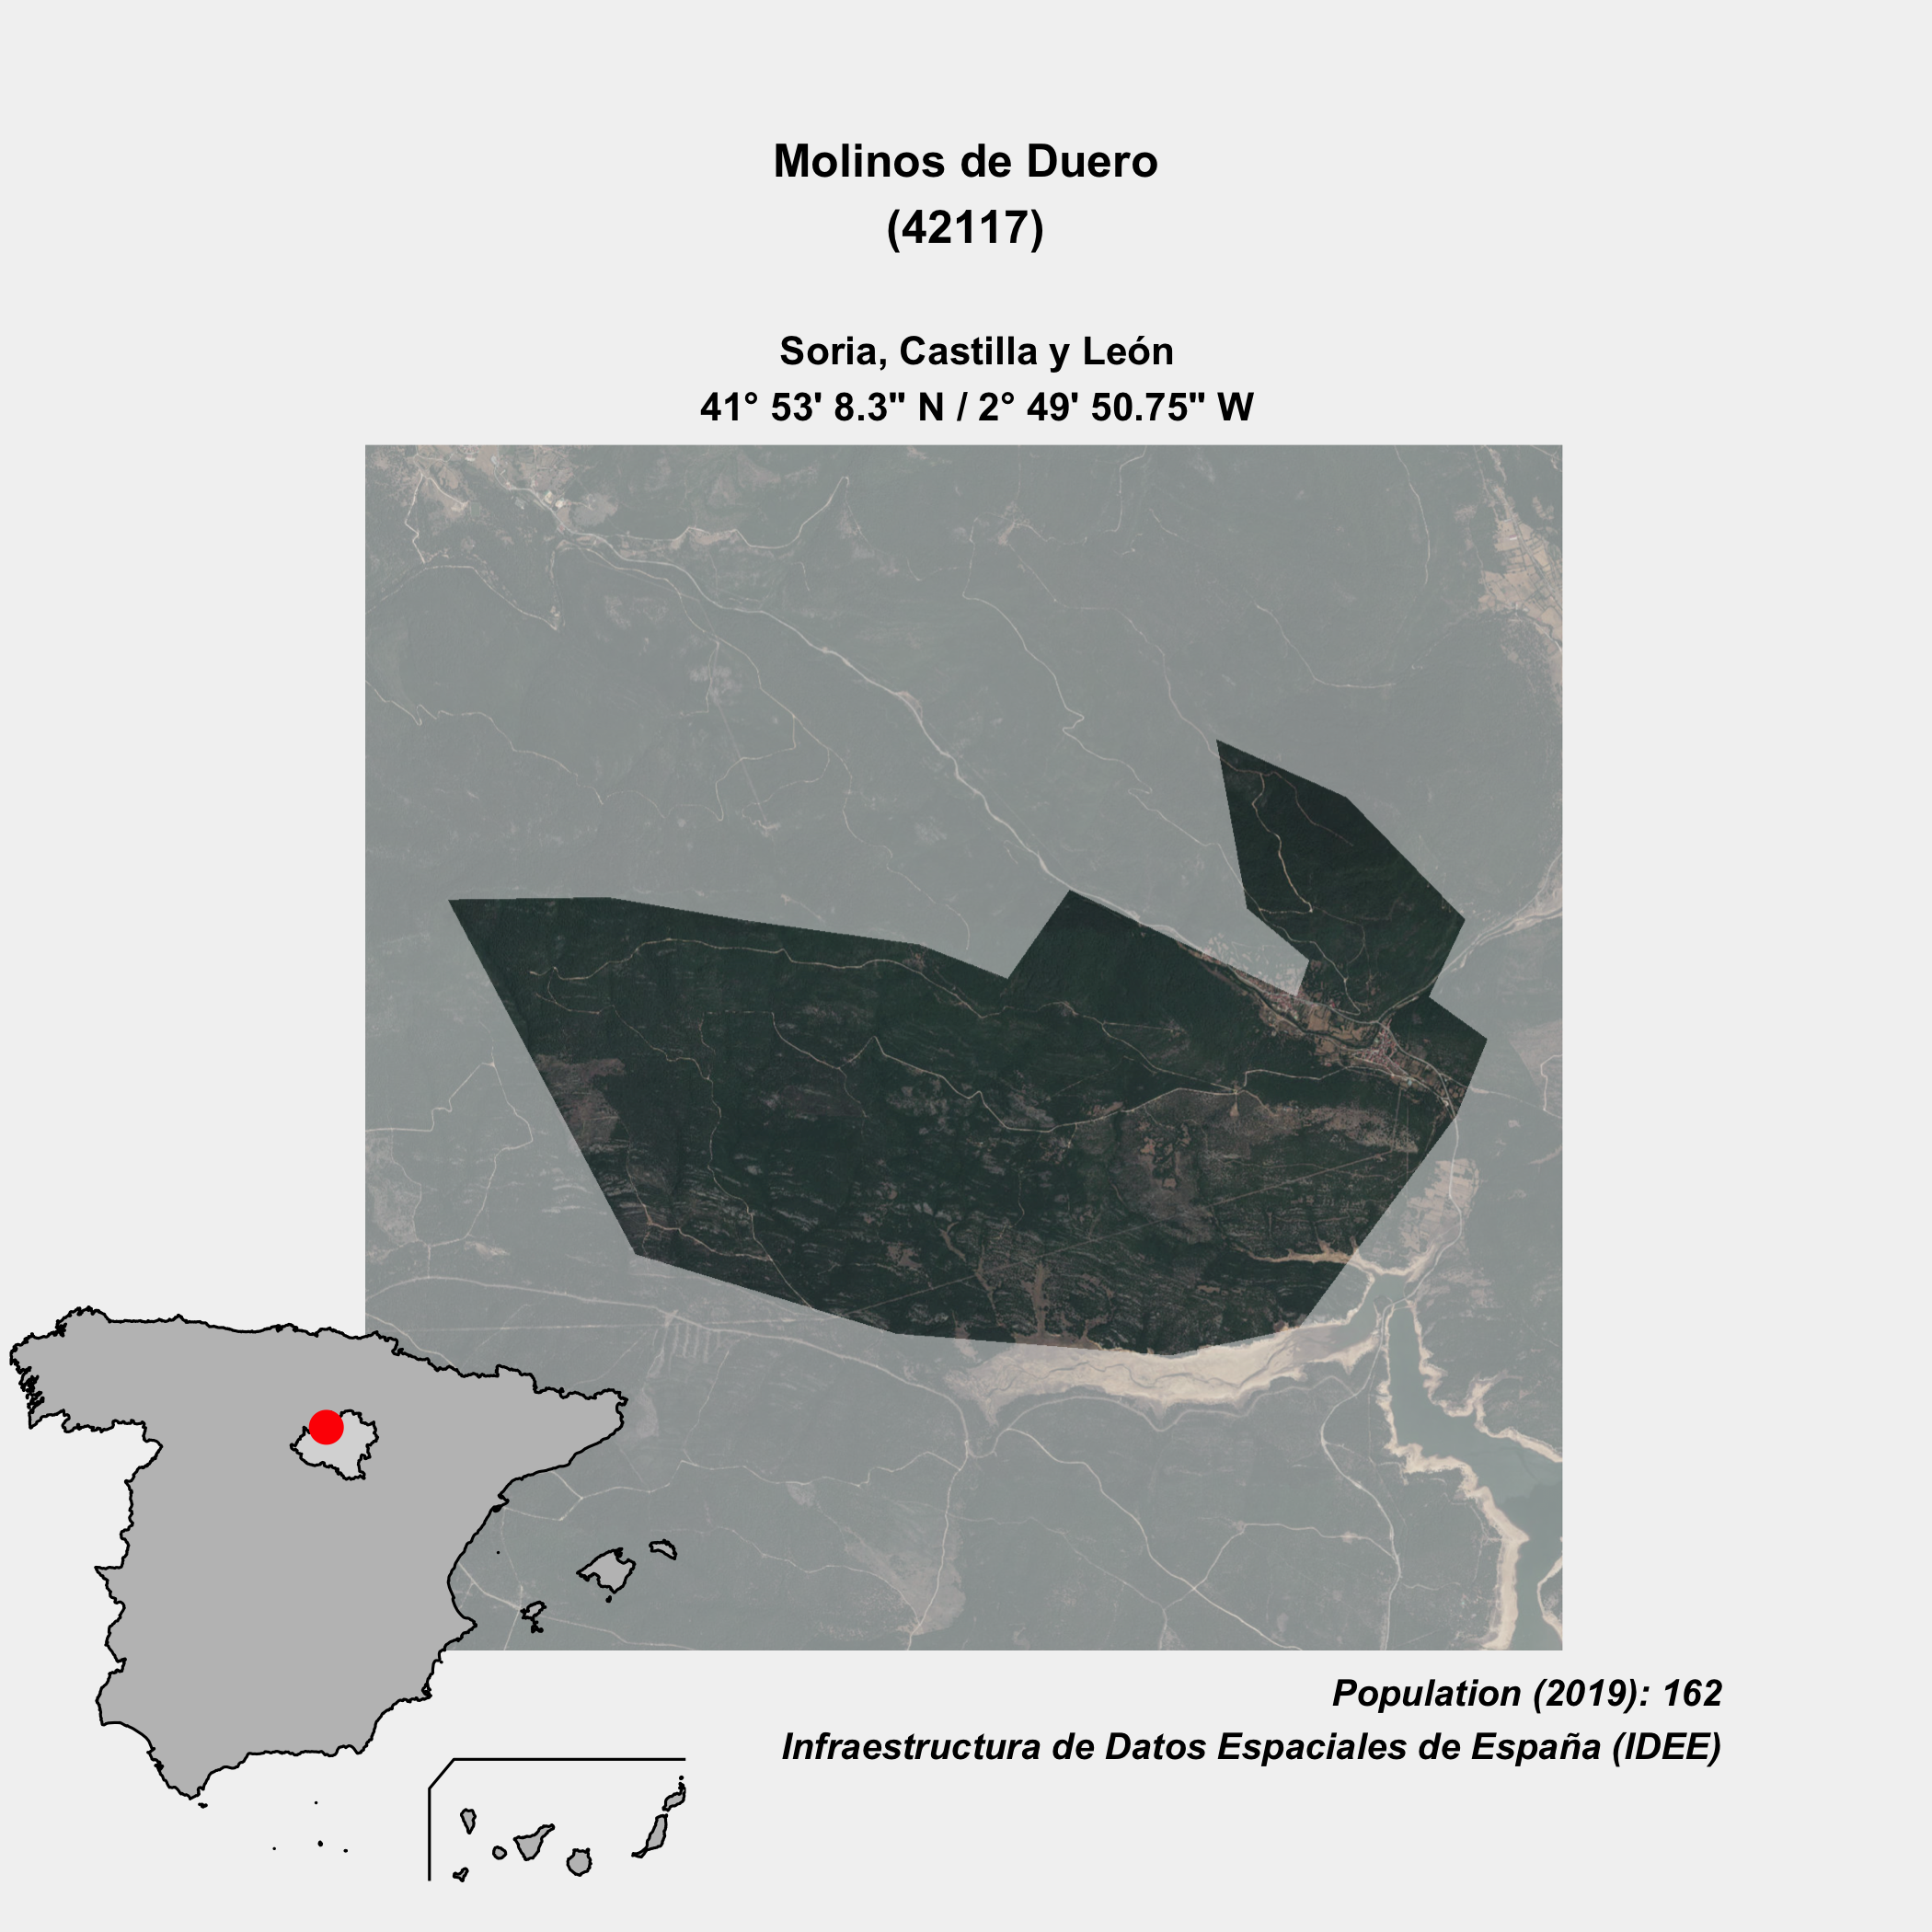 Molinos de Duero
(42117)
Soria, Castilla y León
41° 53' 8.3" N / 2° 49' 50.75" W
Population (2019): 162
Infraestructura de Datos Espaciales de España (IDEE)